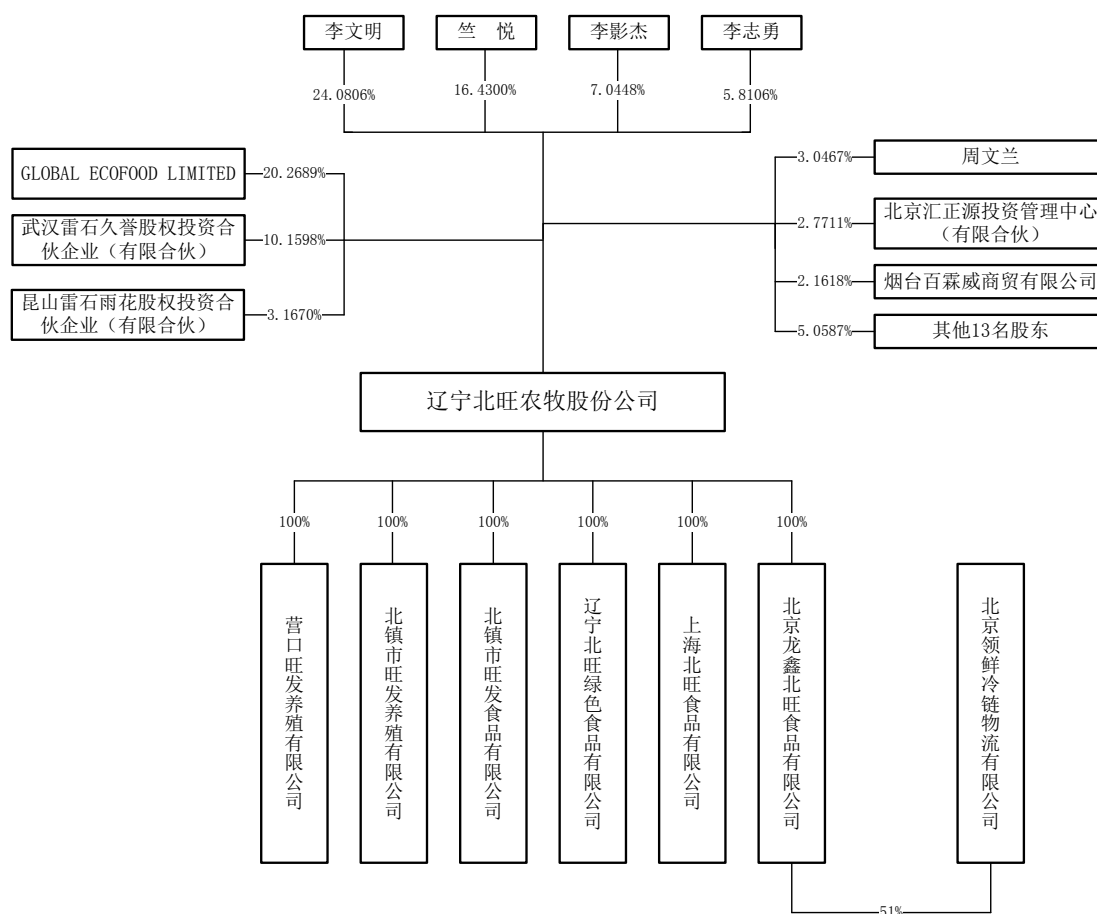 李文明
竺 悦
李影杰
李志勇
24.0806%
16.4300%
7.0448%
5.8106%
GLOBAL ECOFOOD LIMITED
20.2689%
武汉雷石久誉股权投资合
伙企业（有限合伙）
10.1598%
昆山雷石雨花股权投资合
伙企业（有限合伙）
3.1670%
3.0467%
周文兰
2.7711%
北京汇正源投资管理中心
（有限合伙）
2.1618%
烟台百霖威商贸有限公司
5.0587%
其他13名股东
辽宁北旺农牧股份公司
100%
100%
100%
100%
100%
100%
营口旺发养殖有限公司
北镇市旺发养殖有限公司
北镇市旺发食品有限公司
辽宁北旺绿色食品有限公司
上海北旺食品有限公司
北京龙鑫北旺食品有限公司
北京领鲜冷链物流有限公司
51%